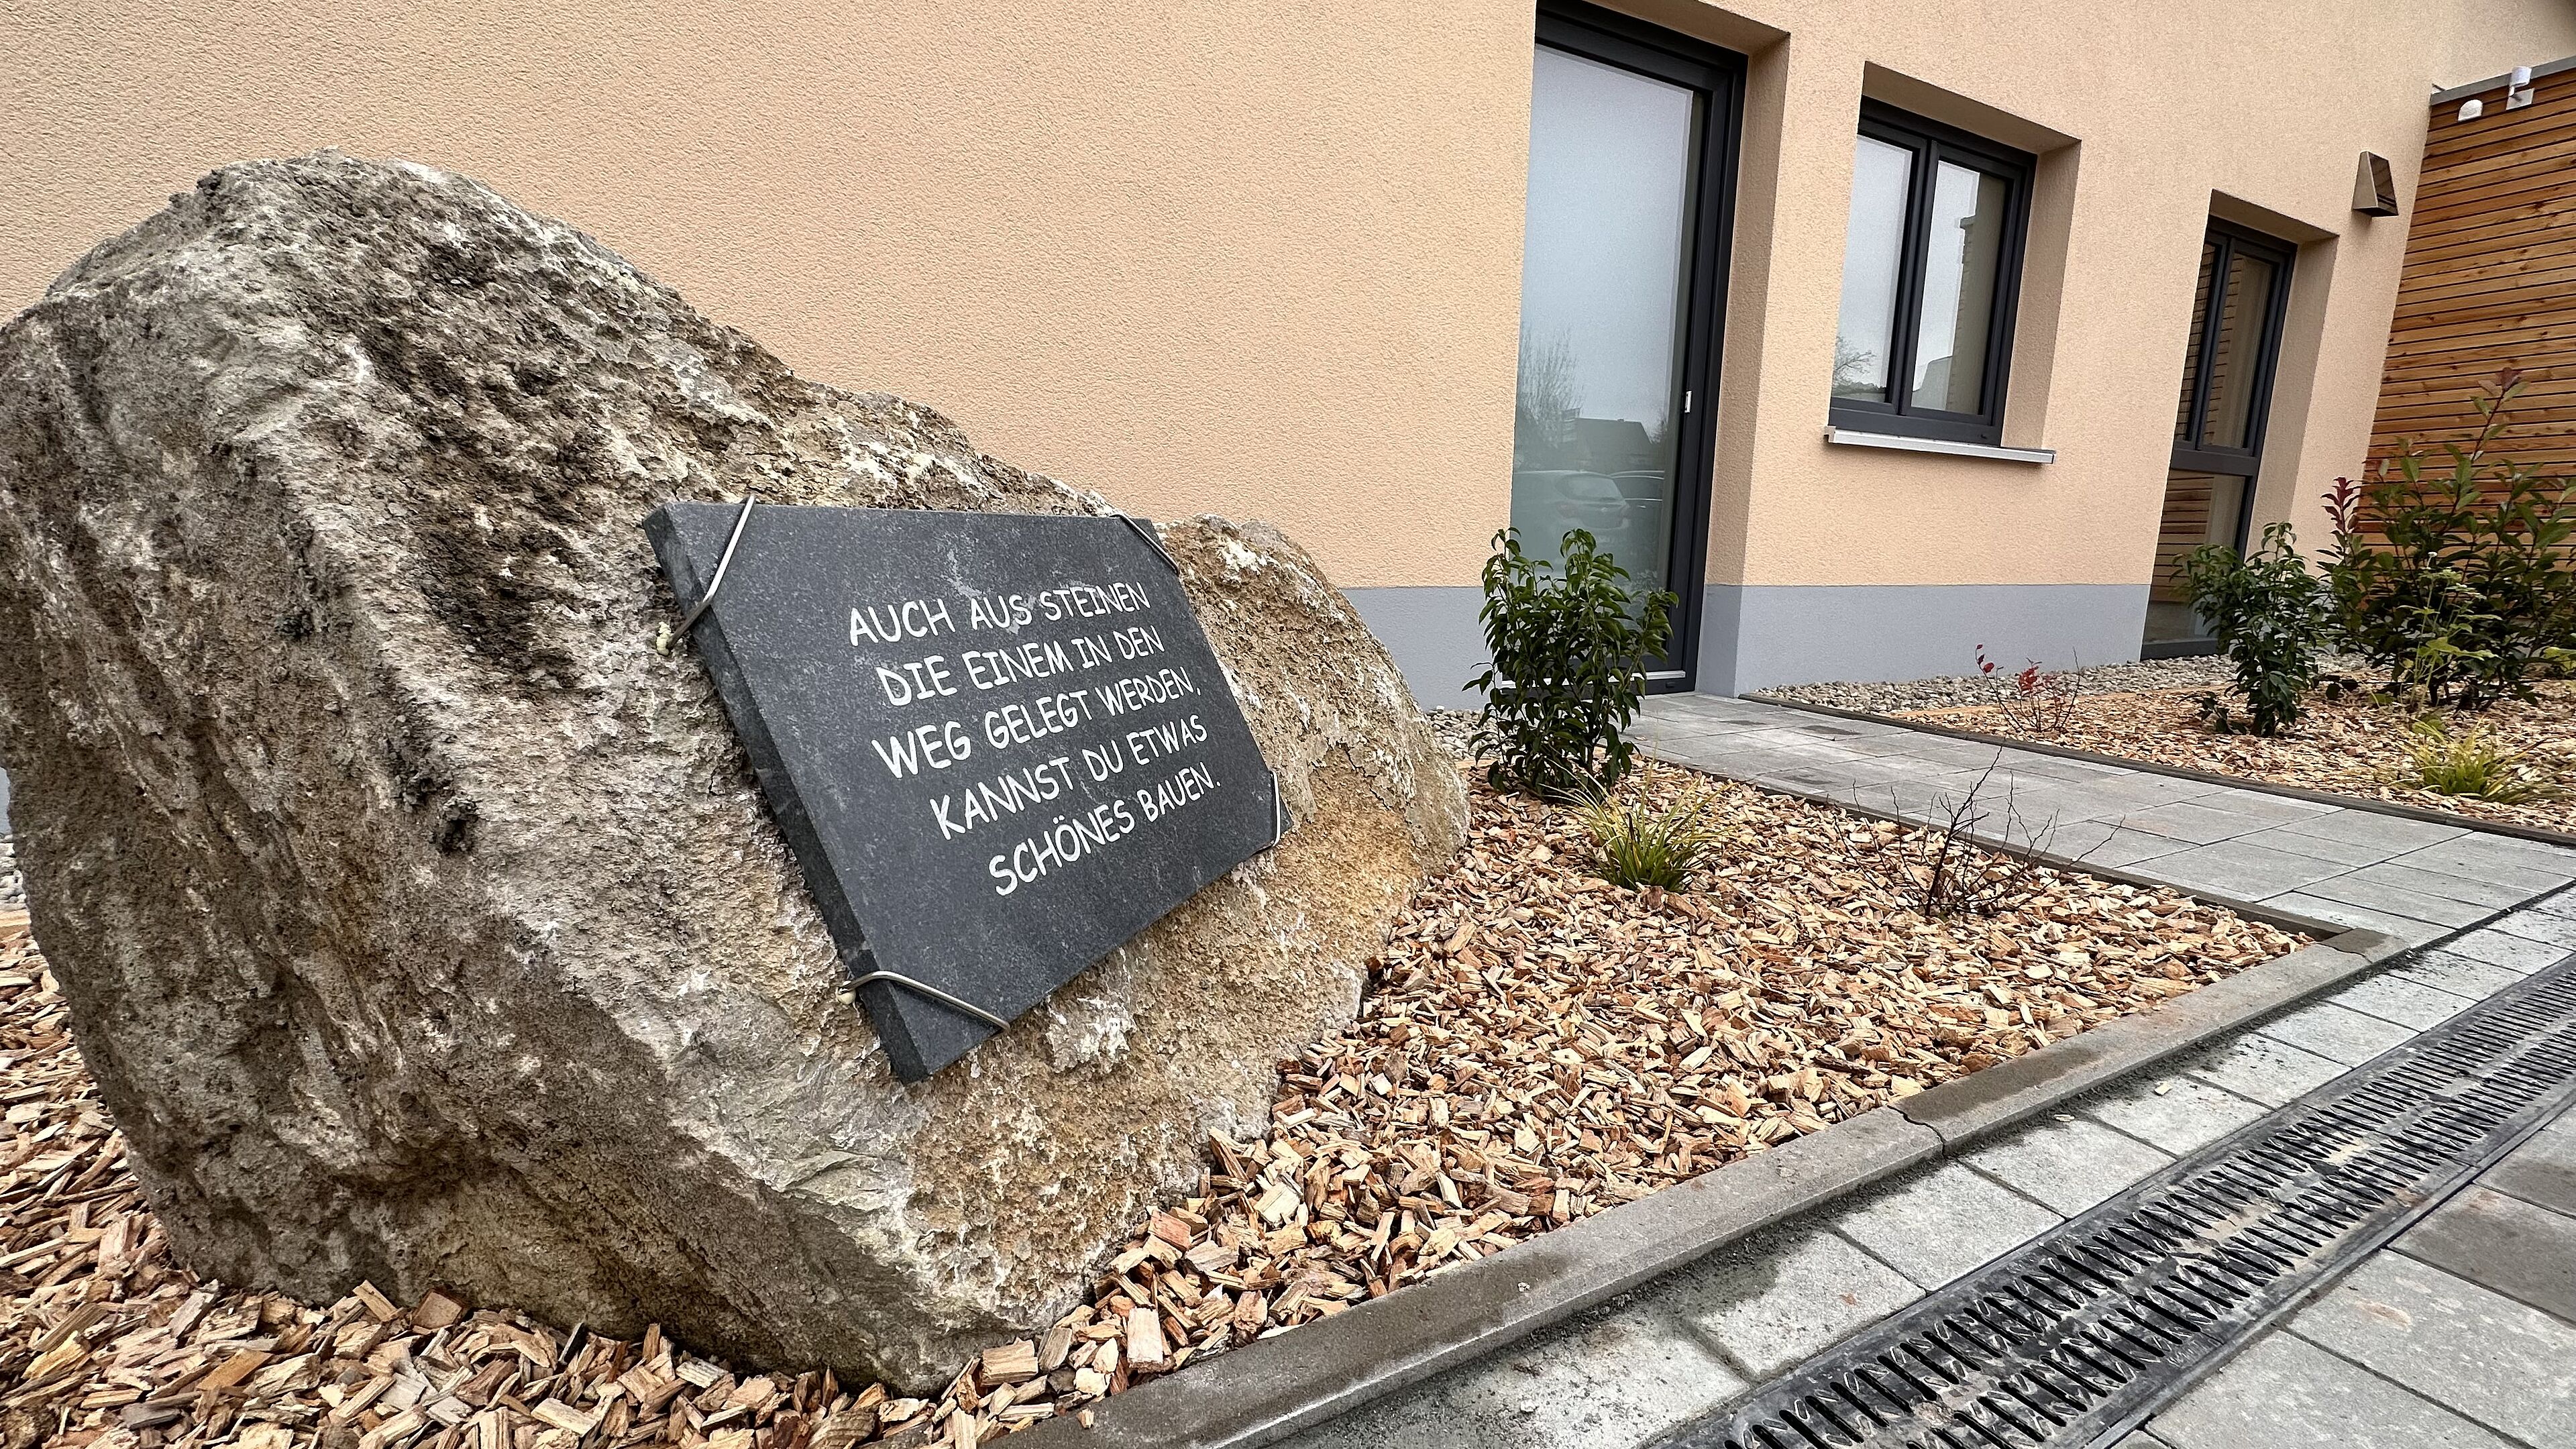 AUCH AUS STEINEN
DIE EINEM IN DEN
WEG GELEGT WERDEN,
KANNST DU ETWAS
SCHÖNES BAUEN.